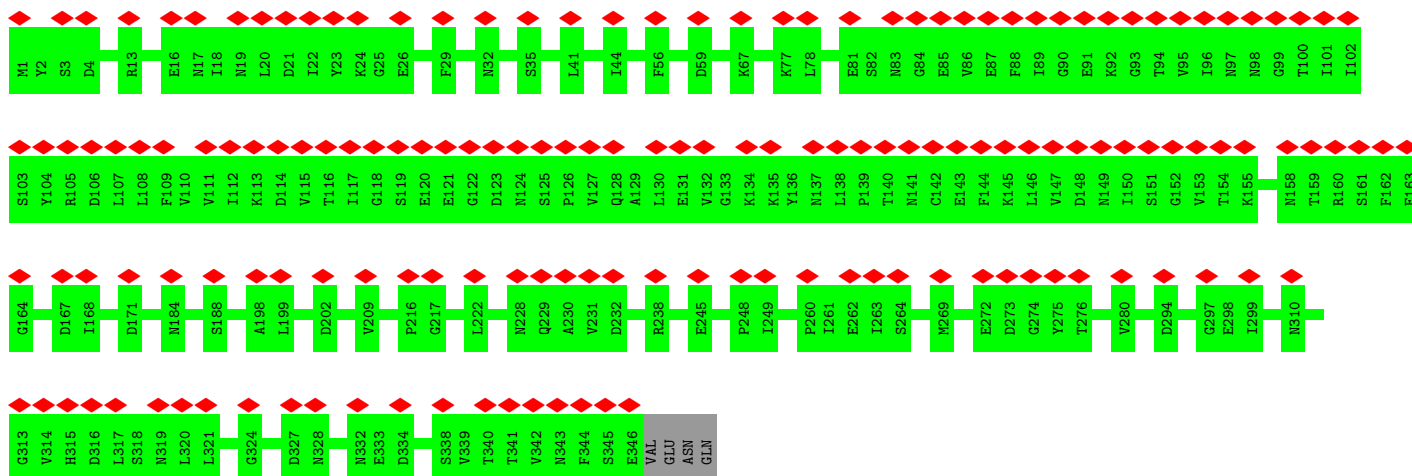 M1 Y2 S3 D4 R13 E16 N17 I18 N19 L20 D21 I22 Y23 K24 G25 E26 F29 N32 S35 L41 I44 F56 D59 K67 K77 L78 E81 S82 N83 G84 E85 V86 E87 F88 I89 G90 E91 K92 G93 T94 V95 I96 N97 N98 G99 T100 I101 I102
S103 Y104 R105 D106 L107 L108 F109 V110 V111 I112 K113 D114 V115 T116 I117 G118 S119 E120 E121 G122 D123 N124 S125 P126 V127 Q128 A129 L130 E131 V132 G133 K134 K135 Y136 N137 L138 P139 T140 N141 C142 E143 F144 K145 L146 V147 D148 N149 I150 S151 G152 V153 T154 K155 N158 T159 R160 S161 F162 E163
G164 D167 I168 D171 N184 S188 A198 L199 D202 V209 P216 G217 L222 N228 Q229 A230 V231 D232 R238 E245 P248 I249 P260 I261 E262 I263 S264 M269 E272 D273 G274 Y275 T276 V280 D294 G297 E298 I299 N310
G313 V314 H315 D316 L317 S318 N319 L320 L321 G324 D327 N328 N332 E333 D334 S338 V339 T340 T341 V342 N343 F344 S345 E346 VAL GLU ASN GLN